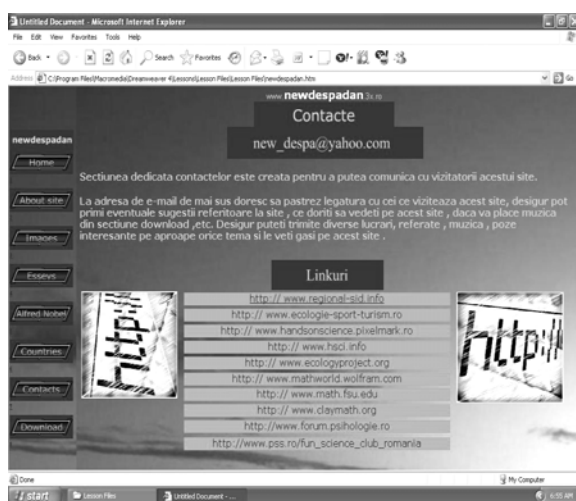 Untitled Document - Microsoft Internet Explorer
File Edit View Favorites Tools Help
Back Search Favorites
Address C:\Program Files\Macromedia\Dreamweaver 4\Lessons\Lesson Files\Lesson Files\newdespadan.htm Go
www.newdespadan.3x.ro
Contacte
newdespadan
new_despa@yahoo.com
Home
Sectiunea dedicata contactelor este creata pentru a putea comunica cu vizitatorii acestui site.
About site
La adresa de e-mail de mai sus doresc sa pastrez legatura cu cei ce viziteaza acest site, desigur pot
primi eventuale sugestii referitoare la site , ce doriti sa vedeti pe acest site , daca va place muzica
din sectiune download ,etc. Desigur puteti trimite diverse lucrari, referate , muzica , poze
interesante pe aproape orice tema si le veti gasi pe acest site .
Images
Esseys
Linkuri
Alfred Nobel
http:// www.regional-sid.info
http:// www.ecologie-sport-turism.ro
http:// www.handsonscience.pixelmark.ro
http:// www.hsci.info
http:// www.ecologyproject.org
http:// www.mathworld.wolfram.com
http:// www.math.fsu.edu
http:// www.claymath.org
http://www.forum.psihologie.ro
http://www.pss.ro/fun_science_club_romania
http:
http://
Countries
Contacts
Download
Done My Computer
start Lesson Files Untitled Document - ... 6:55 AM